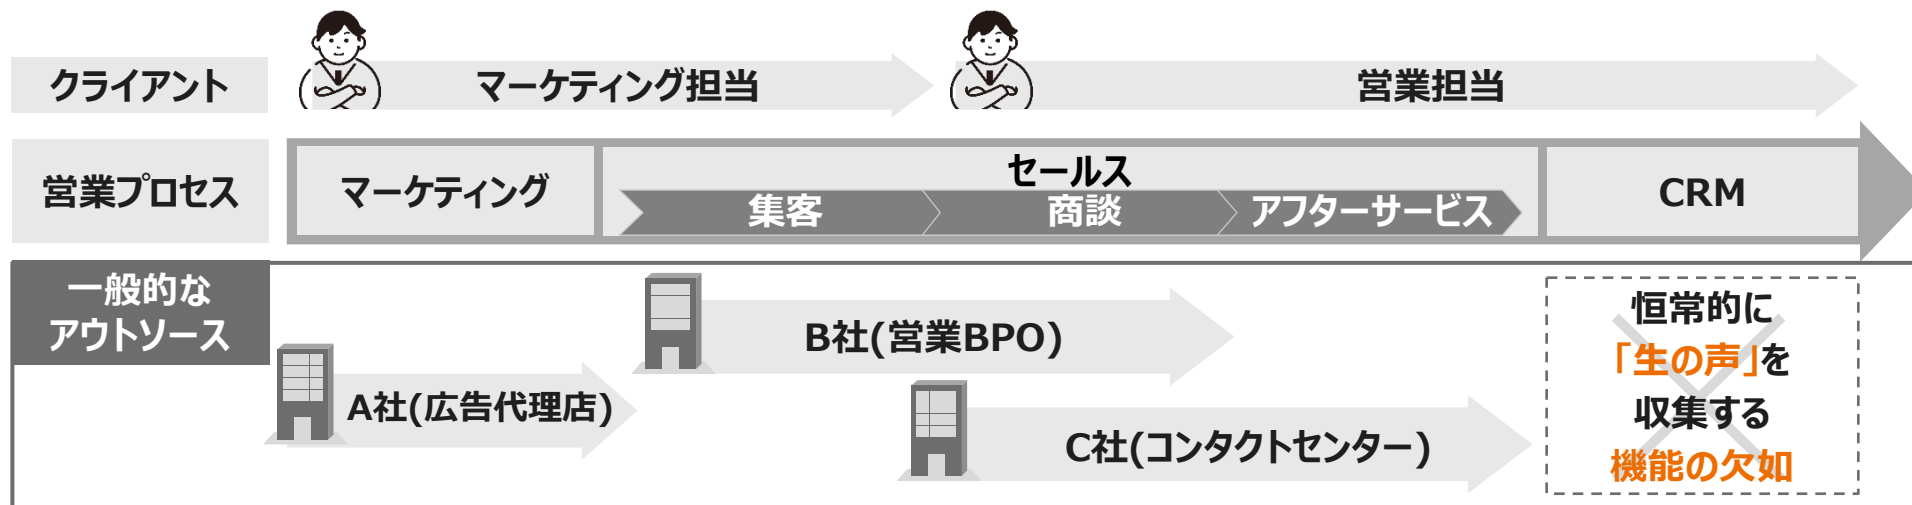 クライアント
マーケティング担当
営業担当
営業プロセス
マーケティング
セールス
集客
商談
アフターサービス
CRM
一般的な
アウトソース
A社(広告代理店)
B社(営業BPO)
C社(コンタクトセンター)
恒常的に
「生の声」を
収集する
機能の欠如